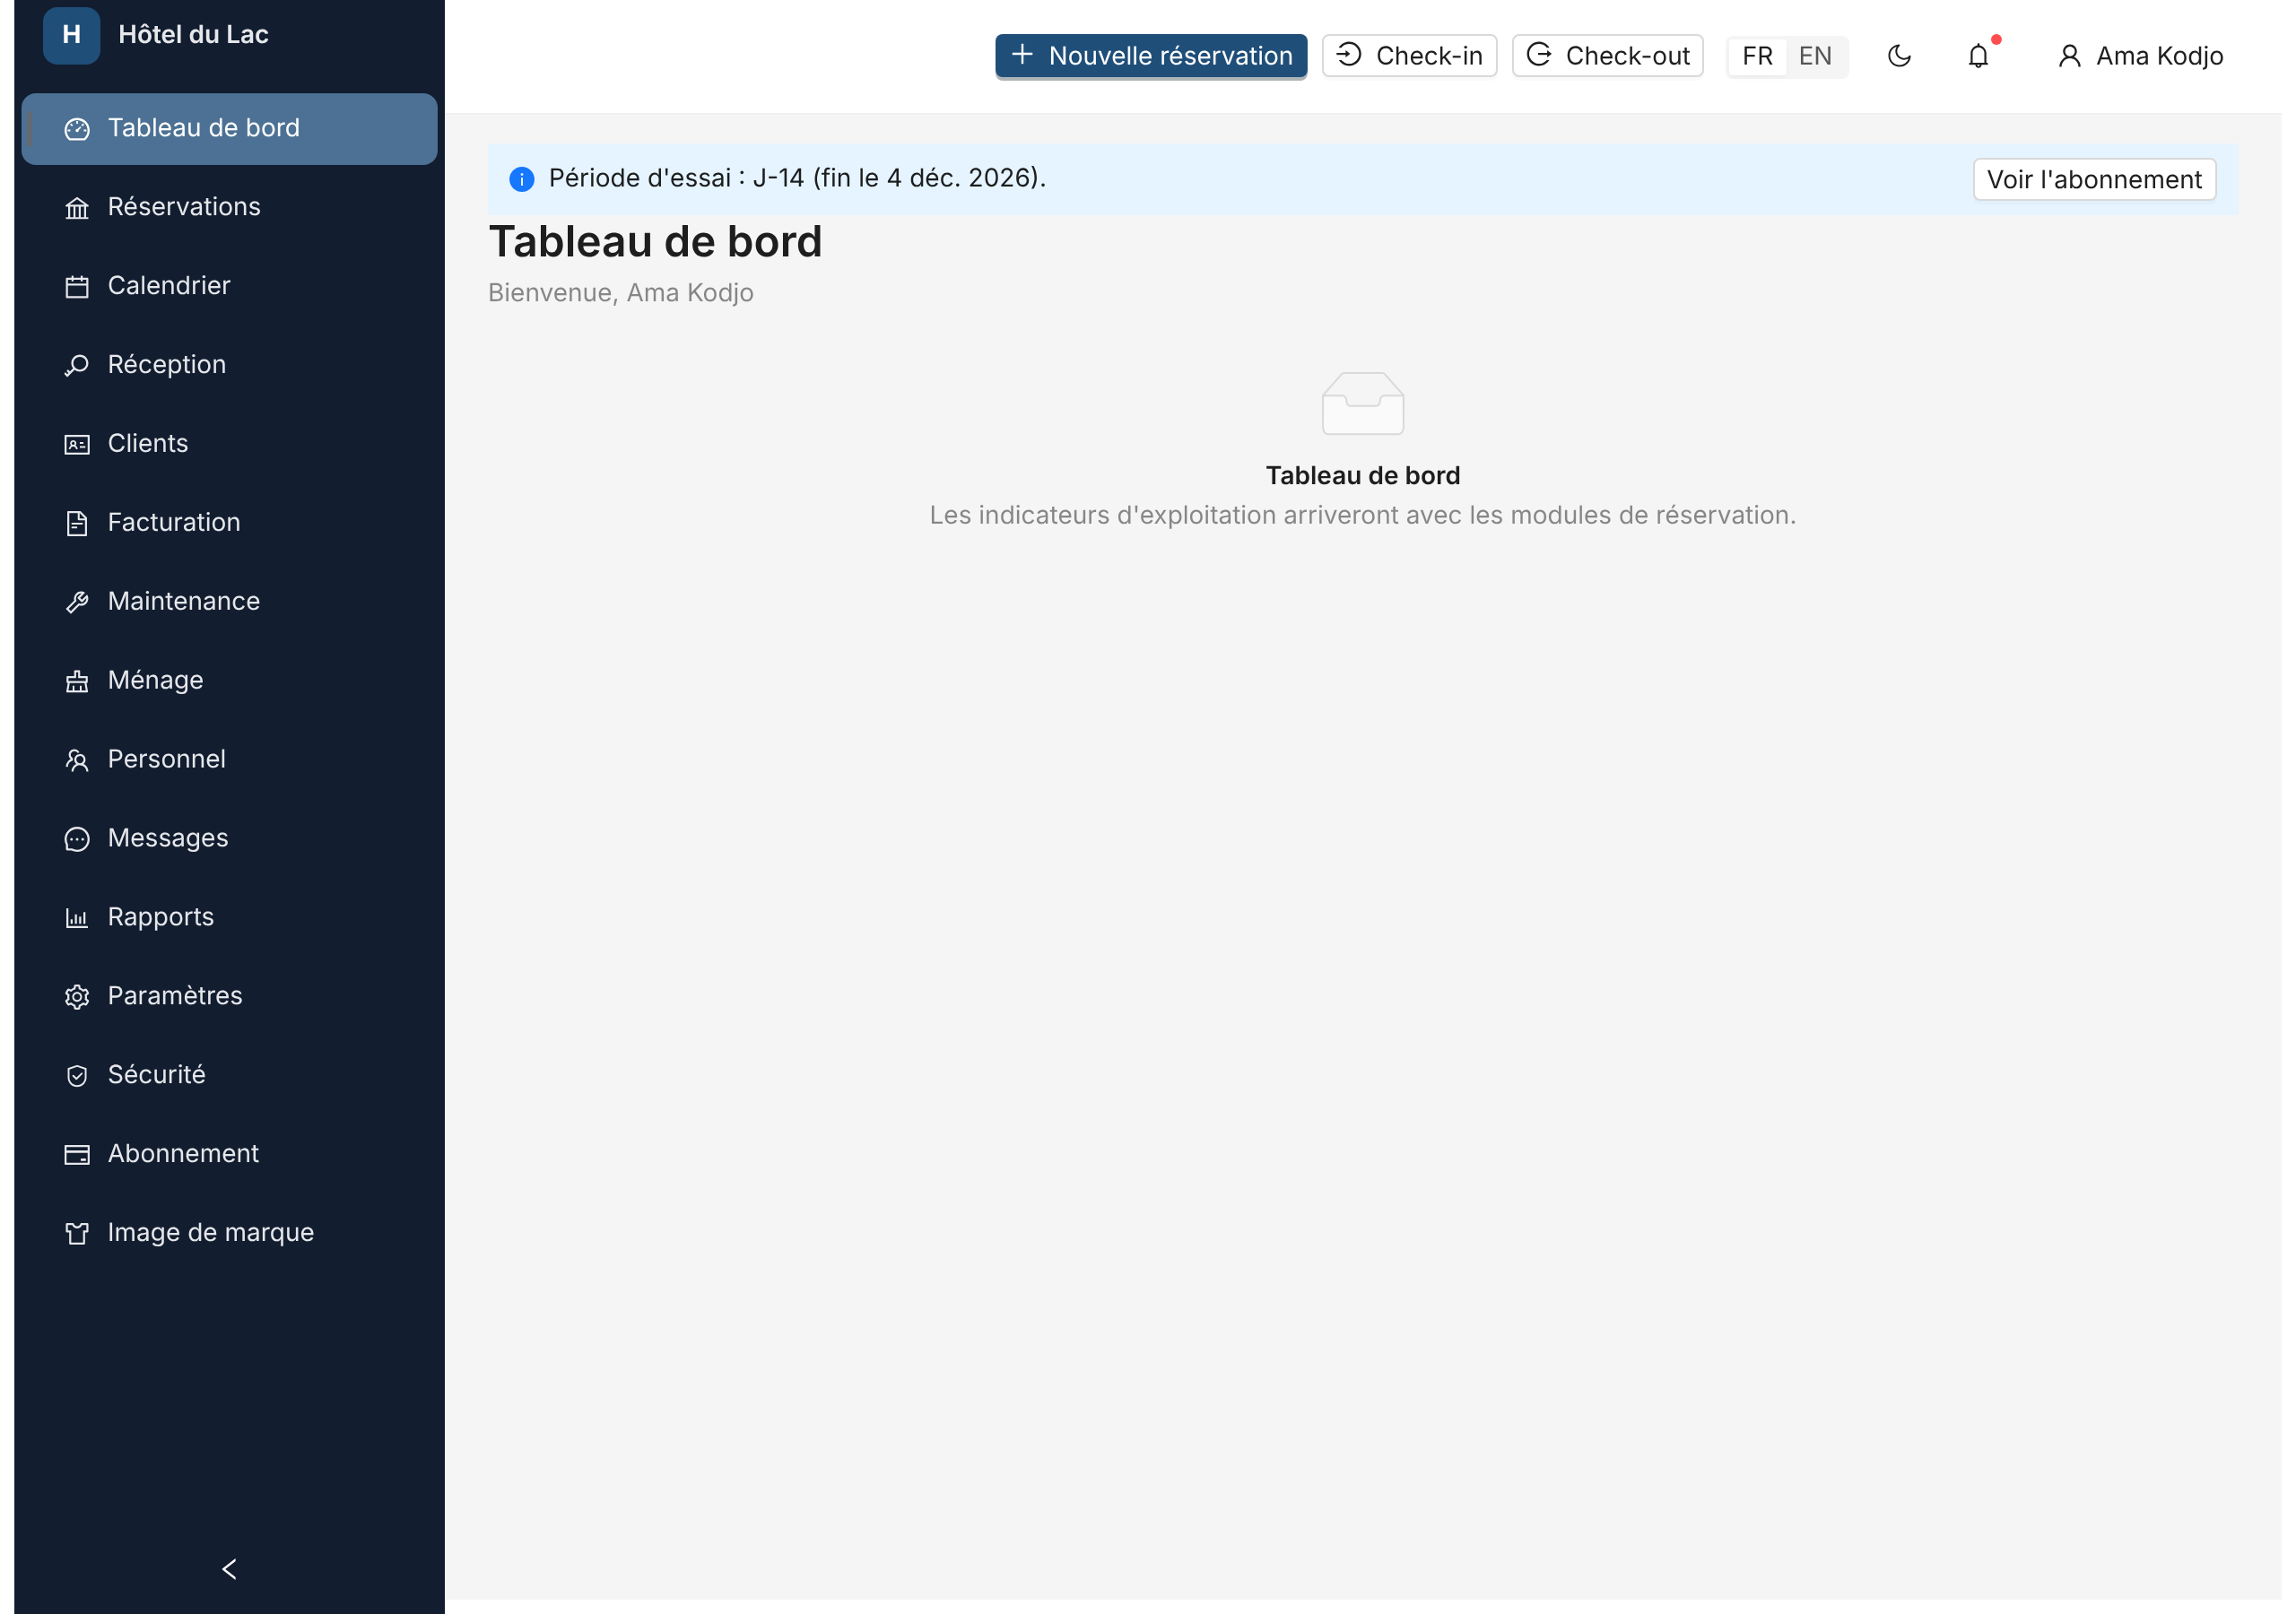 H Hôtel du Lac
Nouvelle réservation Check-in Check-out FR EN Ama Kodjo
Tableau de bord
Réservations
Calendrier
Réception
Clients
Facturation
Maintenance
Ménage
Personnel
Messages
Rapports
Paramètres
Sécurité
Abonnement
Image de marque
Période d'essai : J-14 (fin le 4 déc. 2026). Voir l'abonnement
Tableau de bord
Bienvenue, Ama Kodjo
Tableau de bord
Les indicateurs d'exploitation arriveront avec les modules de réservation.